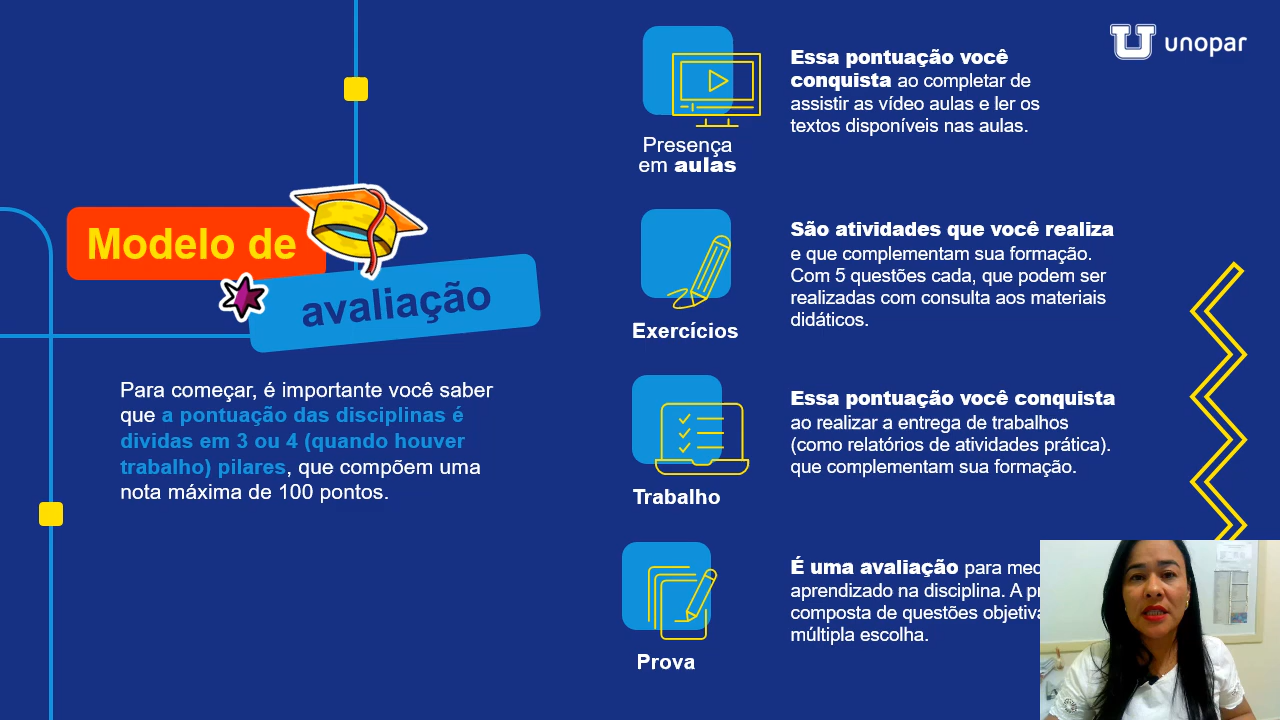 unopar
Modelo de
avaliação
Para começar, é importante você saber
que a pontuação das disciplinas é
dividas em 3 ou 4 (quando houver
trabalho) pilares, que compõem uma
nota máxima de 100 pontos.
Presença
em aulas
Essa pontuação você
conquista ao completar de
assistir as vídeo aulas e ler os
textos disponíveis nas aulas.
Exercícios
São atividades que você realiza
e que complementam sua formação.
Com 5 questões cada, que podem ser
realizadas com consulta aos materiais
didáticos.
Trabalho
Essa pontuação você conquista
ao realizar a entrega de trabalhos
(como relatórios de atividades prática).
que complementam sua formação.
Prova
É uma avaliação para
aprendizado na disciplina. A
composta de questões
múltipla escolha.